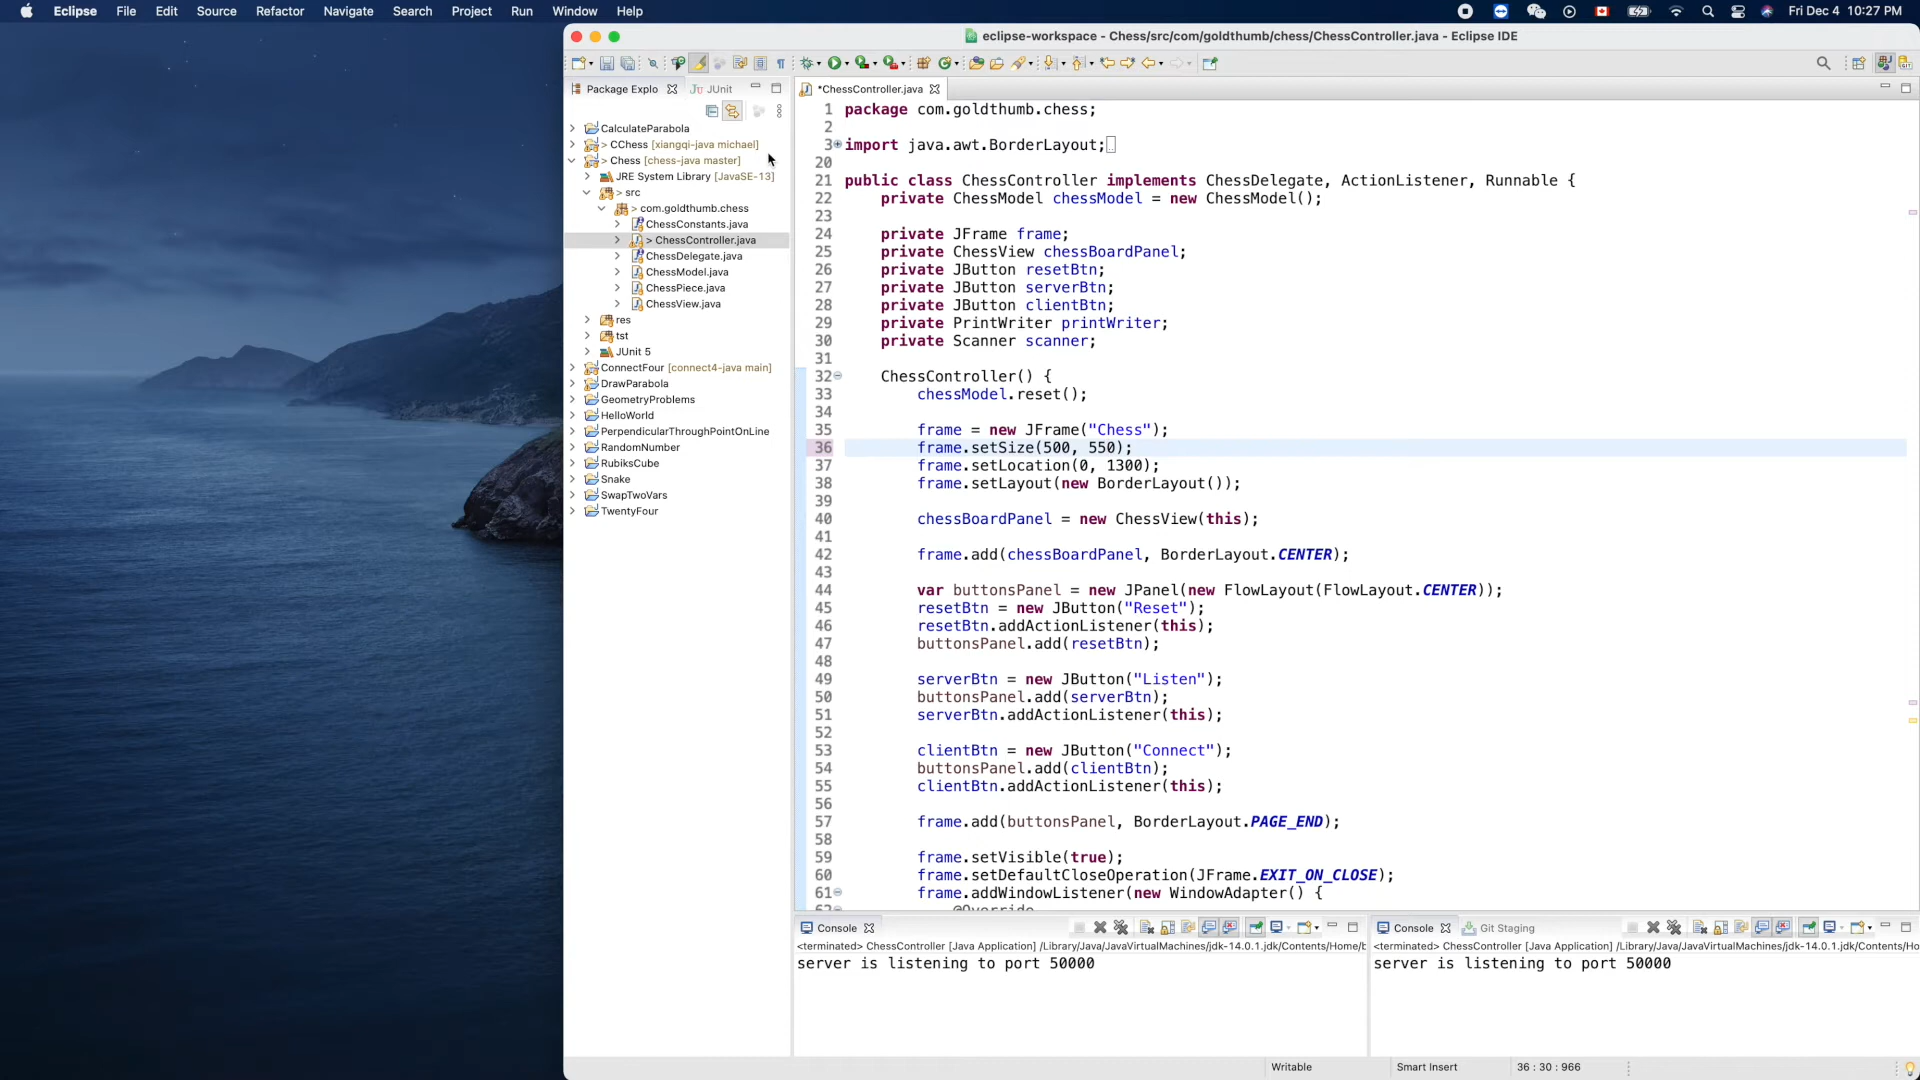 Eclipse File Edit Source Refactor Navigate Search Project Run Window Help Fri Dec 4 10:27 PM
eclipse-workspace - Chess/src/com/goldthumb/chess/ChessController.java - Eclipse IDE
Package Explo JUnit
CalculateParabola
> CChess [xiangqi-java michael]
> Chess [chess-java master]
JRE System Library [JavaSE-13]
> src
> com.goldthumb.chess
ChessConstants.java
> ChessController.java
ChessDelegate.java
ChessModel.java
ChessPiece.java
ChessView.java
res
tst
JUnit 5
ConnectFour [connect4-java main]
DrawParabola
GeometryProblems
HelloWorld
PerpendicularThroughPointOnLine
RandomNumber
RubiksCube
Snake
SwapTwoVars
TwentyFour
*ChessController.java
1 package com.goldthumb.chess;
2
3 import java.awt.BorderLayout;
20
21 public class ChessController implements ChessDelegate, ActionListener, Runnable {
22 private ChessModel chessModel = new ChessModel();
23
24 private JFrame frame;
25 private ChessView chessBoardPanel;
26 private JButton resetBtn;
27 private JButton serverBtn;
28 private JButton clientBtn;
29 private PrintWriter printWriter;
30 private Scanner scanner;
31
32 ChessController() {
33 chessModel.reset();
34
35 frame = new JFrame("Chess");
36 frame.setSize(500, 550);
37 frame.setLocation(0, 1300);
38 frame.setLayout(new BorderLayout());
39
40 chessBoardPanel = new ChessView(this);
41
42 frame.add(chessBoardPanel, BorderLayout.CENTER);
43
44 var buttonsPanel = new JPanel(new FlowLayout(FlowLayout.CENTER));
45 resetBtn = new JButton("Reset");
46 resetBtn.addActionListener(this);
47 buttonsPanel.add(resetBtn);
48
49 serverBtn = new JButton("Listen");
50 buttonsPanel.add(serverBtn);
51 serverBtn.addActionListener(this);
52
53 clientBtn = new JButton("Connect");
54 buttonsPanel.add(clientBtn);
55 clientBtn.addActionListener(this);
56
57 frame.add(buttonsPanel, BorderLayout.PAGE_END);
58
59 frame.setVisible(true);
60 frame.setDefaultCloseOperation(JFrame.EXIT_ON_CLOSE);
61 frame.addWindowListener(new WindowAdapter() {
62 @Override
Console
<terminated> ChessController [Java Application] /Library/Java/JavaVirtualMachines/jdk-14.0.1.jdk/Contents/Home/b
server is listening to port 50000
Console Git Staging
<terminated> ChessController [Java Application] /Library/Java/JavaVirtualMachines/jdk-14.0.1.jdk/Contents/Ho
server is listening to port 50000
Writable Smart Insert 36 : 30 : 966